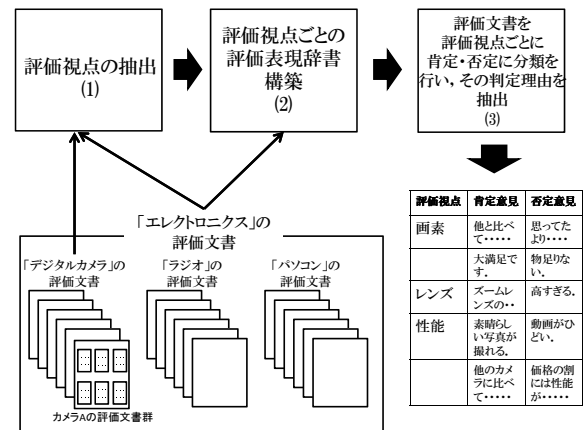 評価視点の抽出
(1)
評価視点ごとの
評価表現辞書
構築
(2)
評価文書を
評価視点ごとに
肯定・否定に分類を
行い，その判定理由を
抽出
(3)
「エレクトロニクス」の
評価文書
「デジタルカメラ」の
評価文書
「ラジオ」の
評価文書
「パソコン」の
評価文書
カメラAの評価文書群
評価視点 肯定意見 否定意見
画素 他と比べ 思ってた
て・・・・・ より・・・・
大満足で 物足りな
す。 い。
レンズ ズームレ 高すぎる。
ンズの・・
性能 素晴らし 動画がひ
い写真が どい。
撮れる。
他のカメ 価格の割
ラに比べ には性能
て・・・・・ が・・・・・